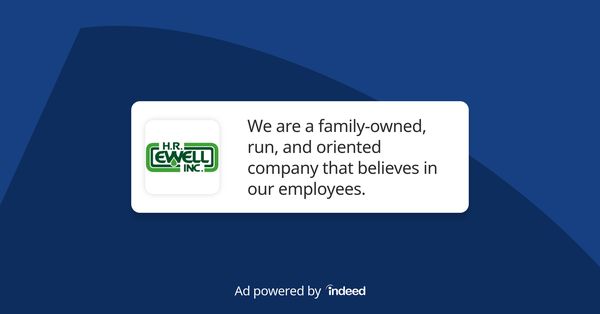 H.R.
EWELL
INC.
We are a family-owned,
run, and oriented
company that believes in
our employees.
Ad powered by indeed